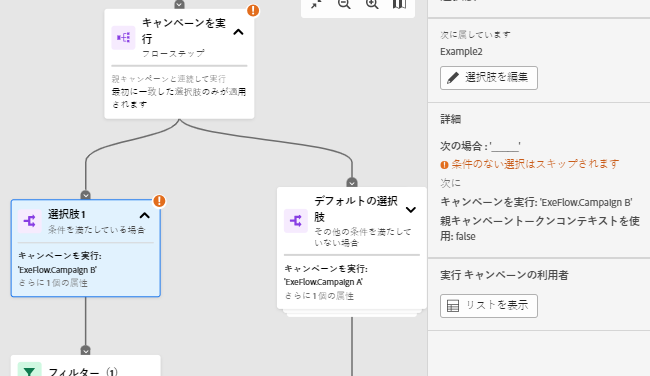 キャンペーンを実
行
フローステップ
親キャンペーンと連続して実行
最初に一致した選択肢のみが適用
されます
選択肢 1
条件を満たしている場合
キャンペーンを実行:
'ExeFlow.Campaign B'
さらに 1 個の属性
デフォルトの選択
肢
その他の条件を満たして
いない場合
キャンペーンを実行:
'ExeFlow.Campaign A'
さらに 1 個の属性
フィルター (1)
次に属しています
Example2
選択肢を編集
詳細
次の場合 : '____'
条件のない選択はスキップされます
次に
キャンペーンを実行: 'ExeFlow.Campaign B'
親キャンペーントークンコンテキストを使
用: false
実行 キャンペーンの利用者
リストを表示